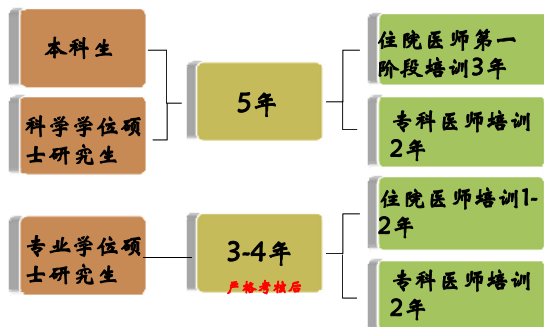 本科生
科学学位硕
士研究生
5年
住院医师第一
阶段培训3年
专科医师培训
2年
专业学位硕
士研究生
3-4年
严格考核后
住院医师培训1-
2年
专科医师培训
2年